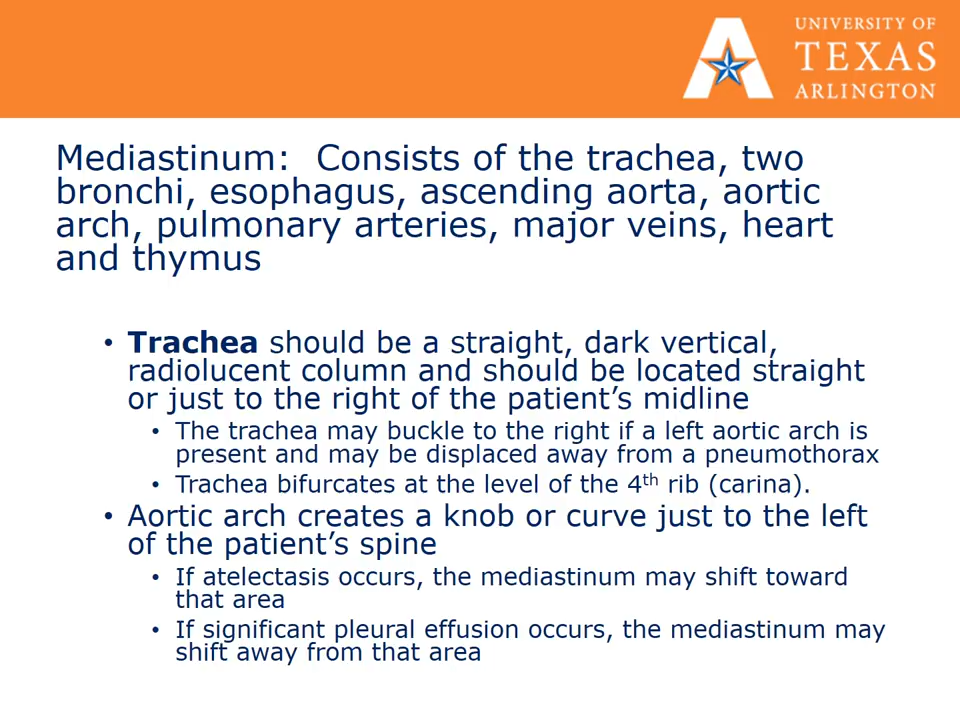 UNIVERSITY OF
TEXAS
ARLINGTON
Mediastinum:  Consists of the trachea, two
bronchi, esophagus, ascending aorta, aortic
arch, pulmonary arteries, major veins, heart
and thymus
• Trachea should be a straight, dark vertical,
radiolucent column and should be located straight
or just to the right of the patient’s midline
• The trachea may buckle to the right if a left aortic arch is
present and may be displaced away from a pneumothorax
• Trachea bifurcates at the level of the 4th rib (carina).
• Aortic arch creates a knob or curve just to the left
of the patient’s spine
• If atelectasis occurs, the mediastinum may shift toward
that area
• If significant pleural effusion occurs, the mediastinum may
shift away from that area